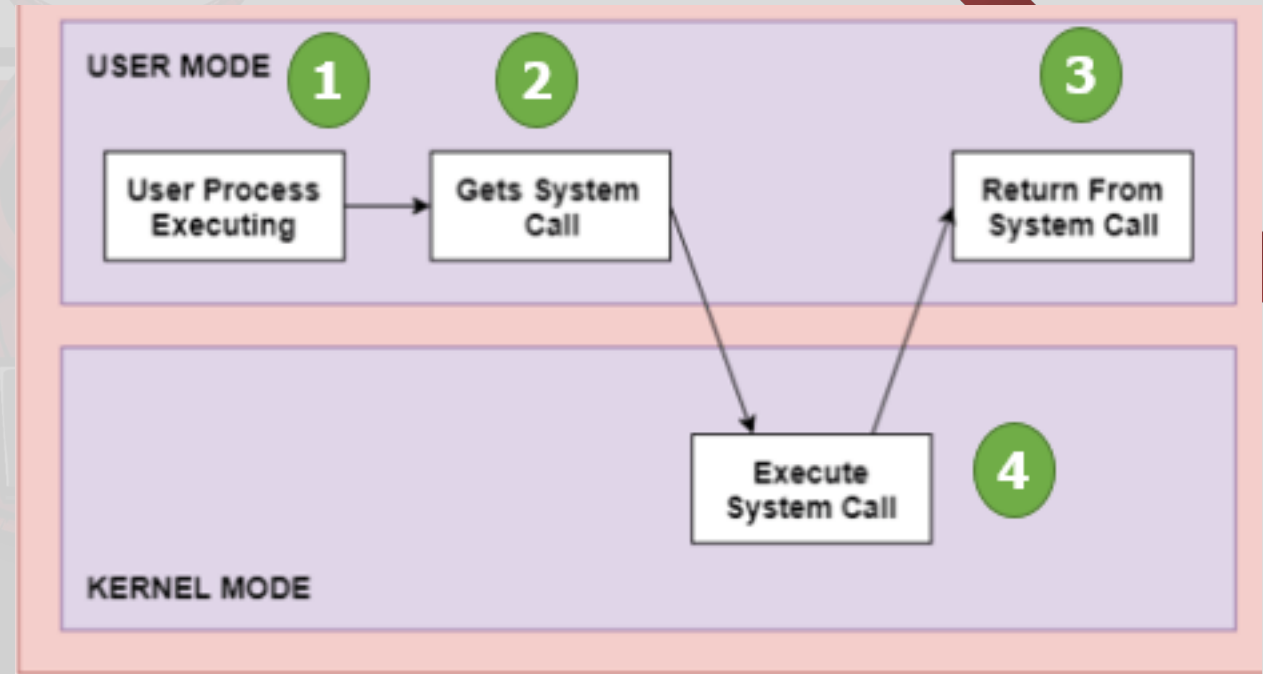 USER MODE
1
2
3
User Process
Executing
Gets System
Call
Return From
System Call
Execute
System Call
4
KERNEL MODE